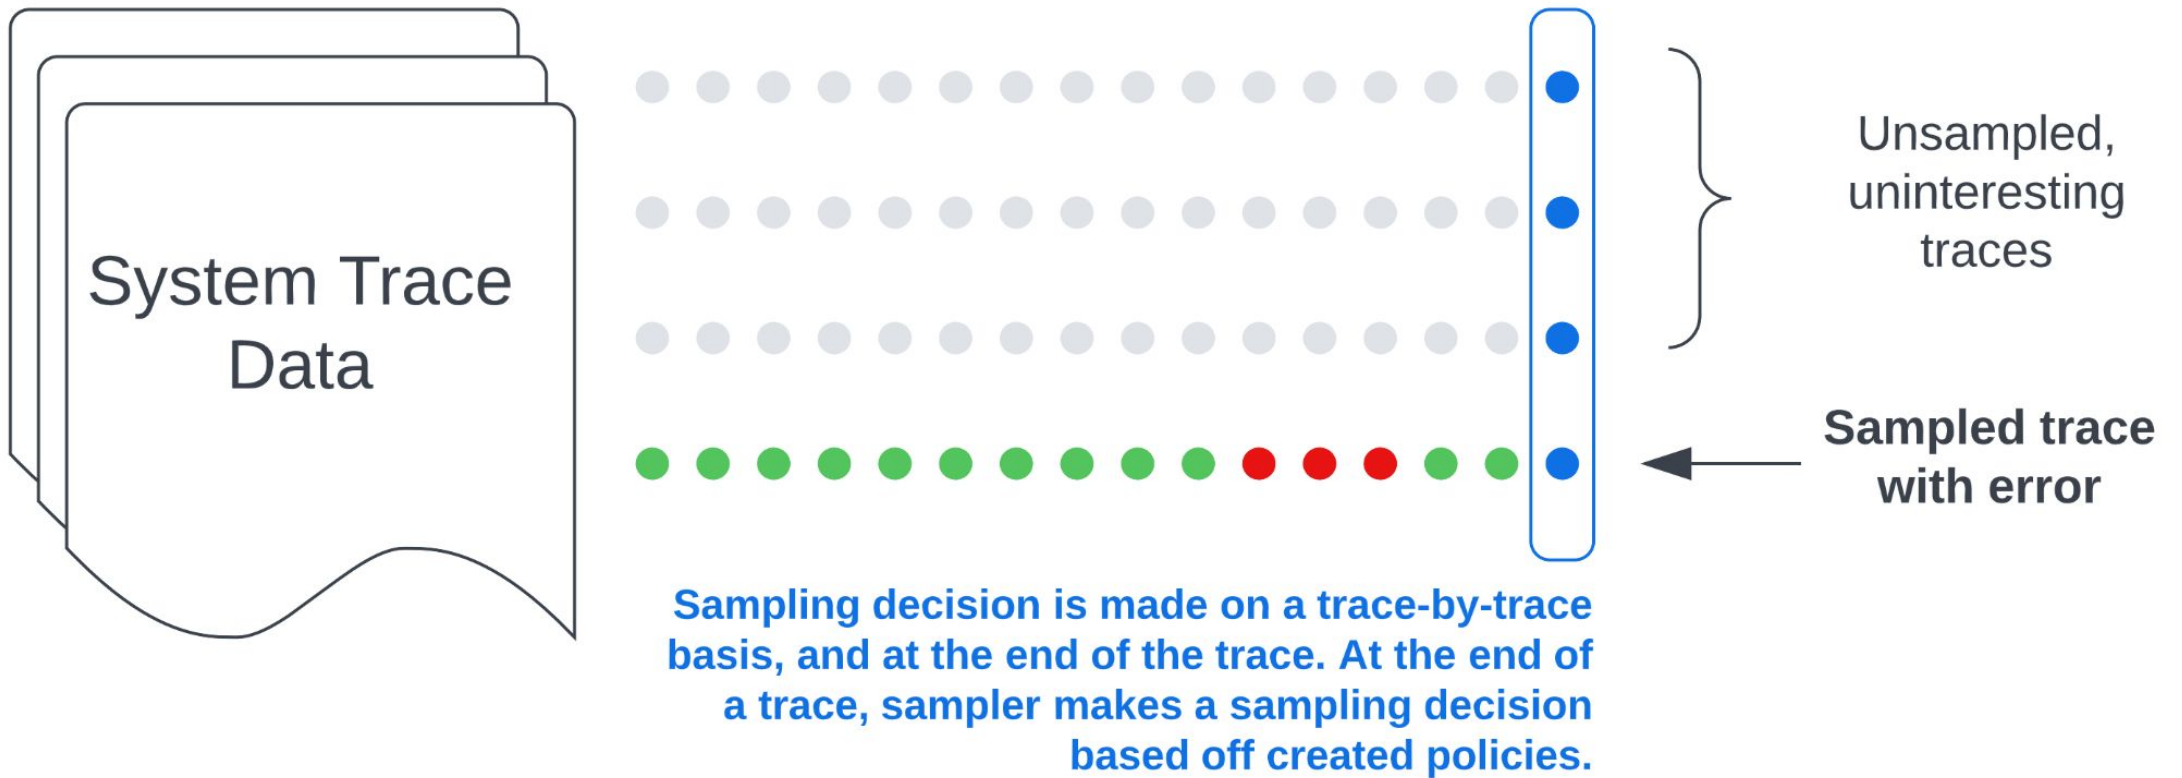 System Trace
Data
Unsampled,
uninteresting
traces
Sampled trace
with error
Sampling decision is made on a trace-by-trace
basis, and at the end of the trace. At the end of
a trace, sampler makes a sampling decision
based off created policies.